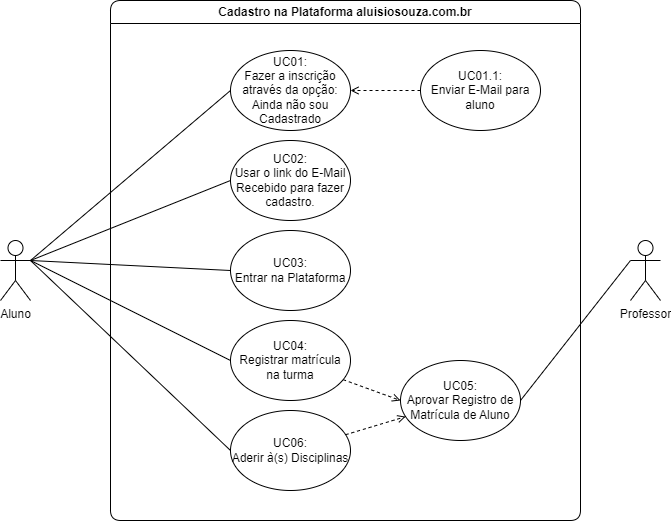 Cadastro na Plataforma aluisiosouza.com.br
UC01:
Fazer a inscrição
através da opção:
Ainda não sou
Cadastrado
UC01.1:
Enviar E-Mail para
aluno
UC02:
Usar o link do E-Mail
Recebido para fazer
cadastro.
UC03:
Entrar na Plataforma
Aluno
Professor
UC04:
Registrar matrícula
na turma
UC05:
Aprovar Registro de
Matrícula de Aluno
UC06:
Aderir à(s) Disciplinas